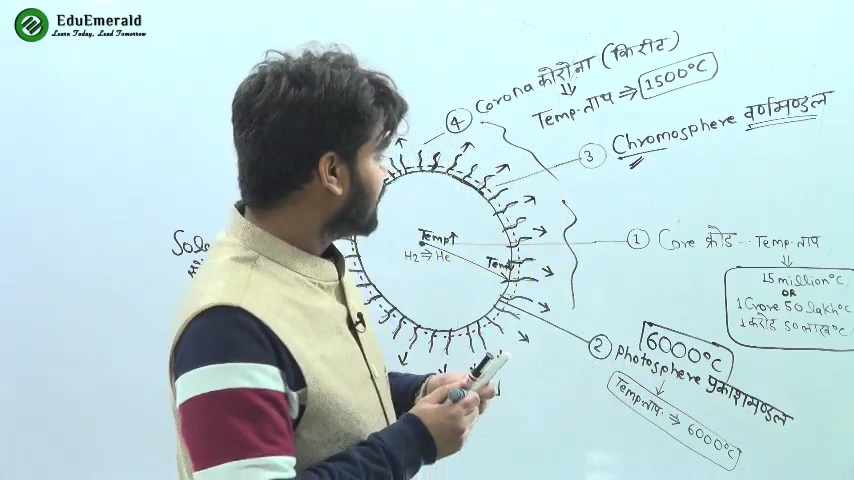 EduEmerald
Learn Today, Lead Tomorrow
④ Corona कोरोना (किरीट)
⇓
Temp. ताप ⇒ 1500°C
③ Chromosphere वर्णमण्डल
Temp↑
H₂ ⇒ He
① Core क्रोड - Temp. ताप
⇓
15 million°C
OR
1 Crore 50 lakh°C
1 करोड 50 लाख°C
6000°C
② Photosphere प्रकाशमण्डल
Temp. ताप ⇒ 6000°C